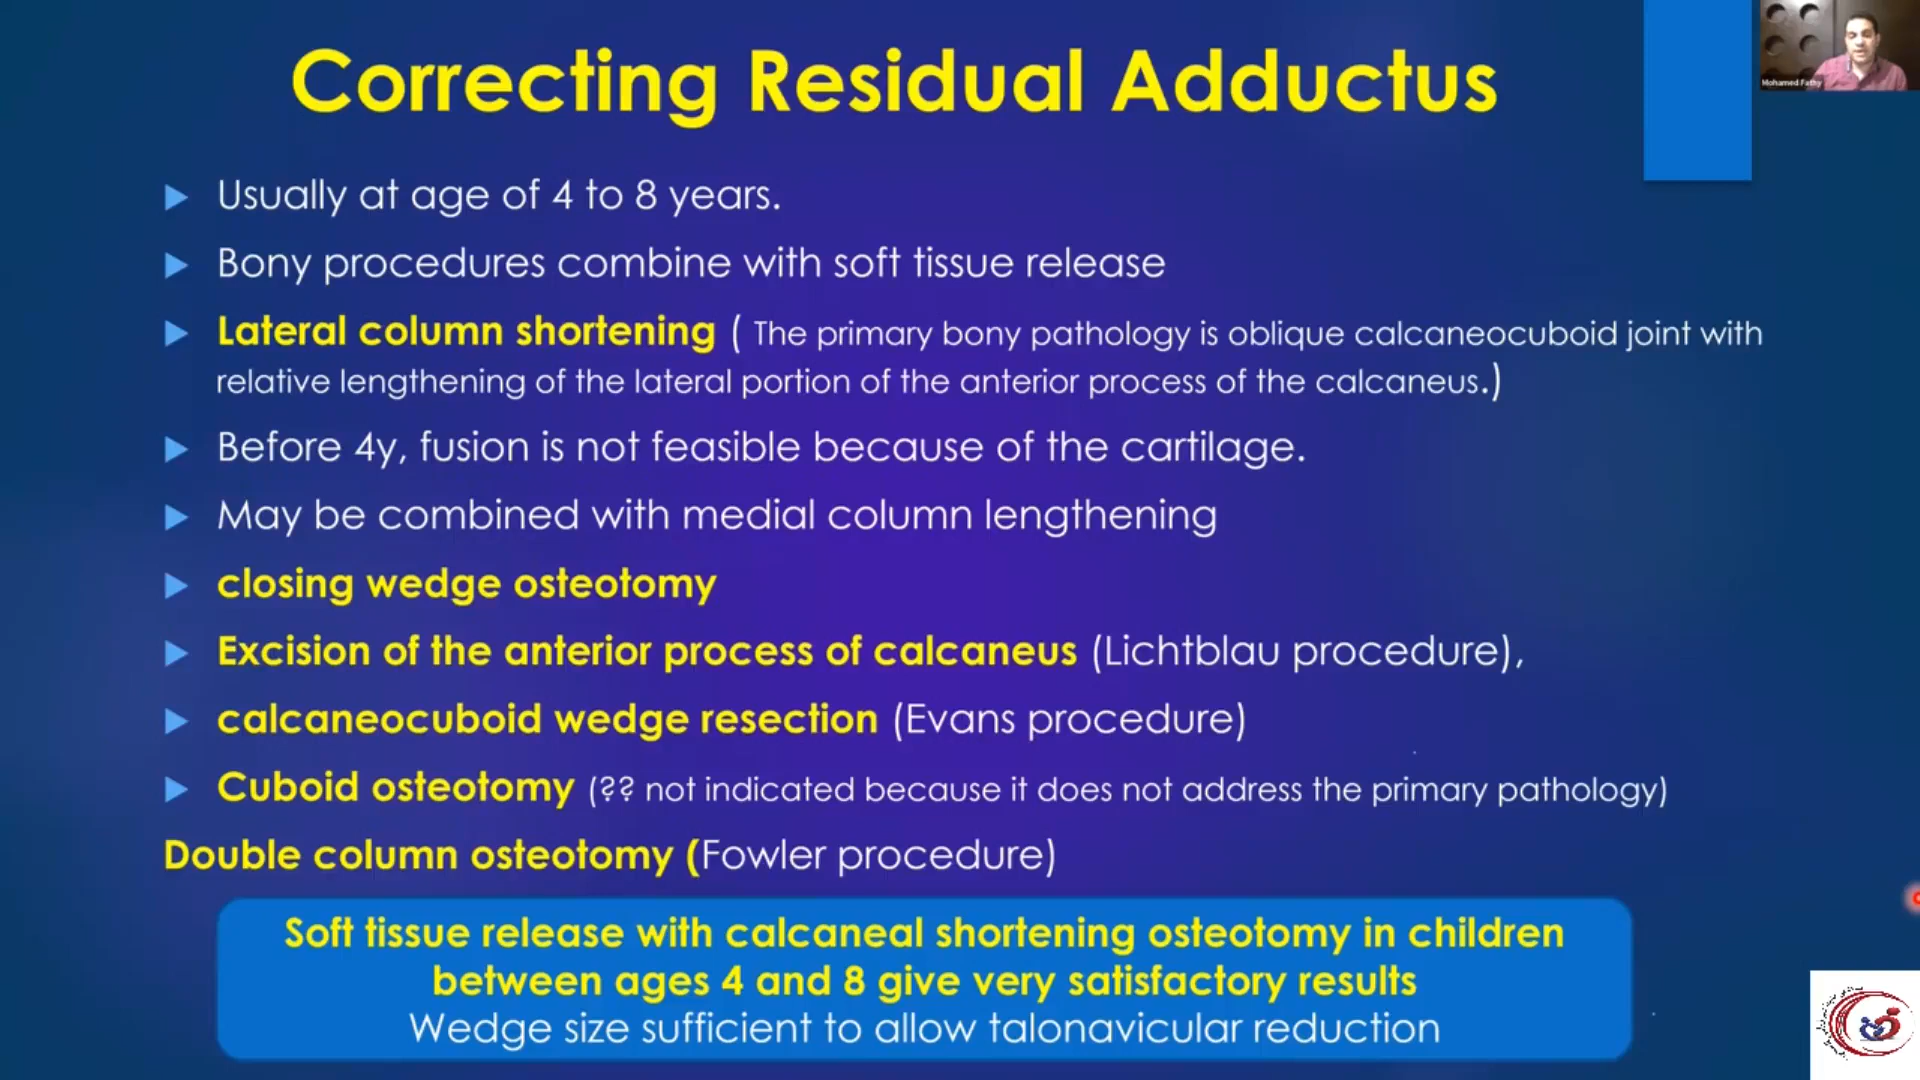 Correcting Residual Adductus
Mohamed Fathy
Usually at age of 4 to 8 years.
Bony procedures combine with soft tissue release
Lateral column shortening ( The primary bony pathology is oblique calcaneocuboid joint with
relative lengthening of the lateral portion of the anterior process of the calcaneus.)
Before 4y, fusion is not feasible because of the cartilage.
May be combined with medial column lengthening
closing wedge osteotomy
Excision of the anterior process of calcaneus (Lichtblau procedure),
calcaneocuboid wedge resection (Evans procedure)
Cuboid osteotomy (?? not indicated because it does not address the primary pathology)
Double column osteotomy (Fowler procedure)
Soft tissue release with calcaneal shortening osteotomy in children
between ages 4 and 8 give very satisfactory results
Wedge size sufficient to allow talonavicular reduction